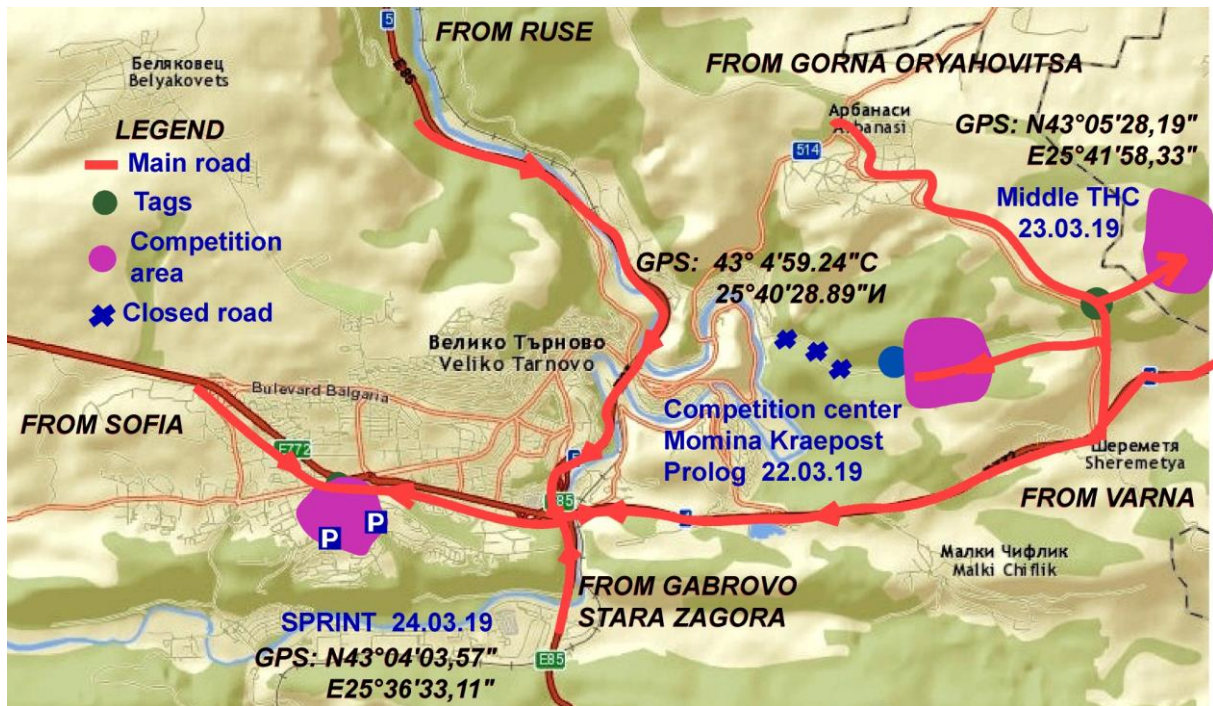 5
FROM RUSE
FROM GORNA ORYAHOVITSA
Беляковец
Belyakovets
LEGEND
Main road
Tags
Competition
area
Closed road
Арбанаси
Arbanasi
514
GPS: N43°05'28,19"
E25°41'58,33"
Middle THC
23.03.19
GPS: 43° 4'59.24"С
25°40'28.89"И
Велико Търново
Veliko Tarnovo
Bulevard Balgaria
FROM SOFIA
E772
Competition center
Momina Kraepost
Prolog 22.03.19
E85
P
P
Шереметя
Sheremetya
FROM VARNA
Малки Чифлик
Malki Chiflik
FROM GABROVO
STARA ZAGORA
SPRINT 24.03.19
GPS: N43°04'03,57"
E25°36'33,11"
E85